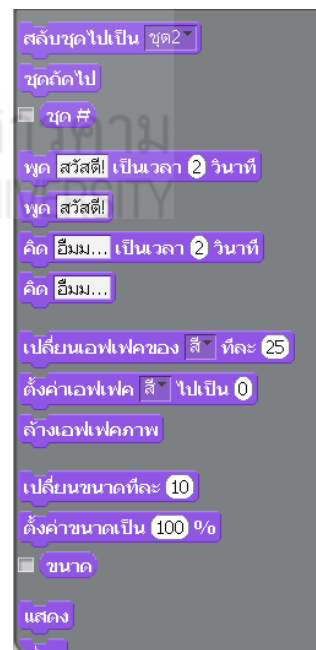 สลับชุดไปเป็น ชุด2
ชุดถัดไป
ชุด #
พูด สวัสดี! เป็นเวลา 2 วินาที
พูด สวัสดี!
คิด อืมม... เป็นเวลา 2 วินาที
คิด อืมม...
เปลี่ยนเอฟเฟคของ สี ทีละ 25
ตั้งค่าเอฟเฟค สี ไปเป็น 0
ล้างเอฟเฟคภาพ
เปลี่ยนขนาดทีละ 10
ตั้งค่าขนาดเป็น 100 %
ขนาด
แสดง